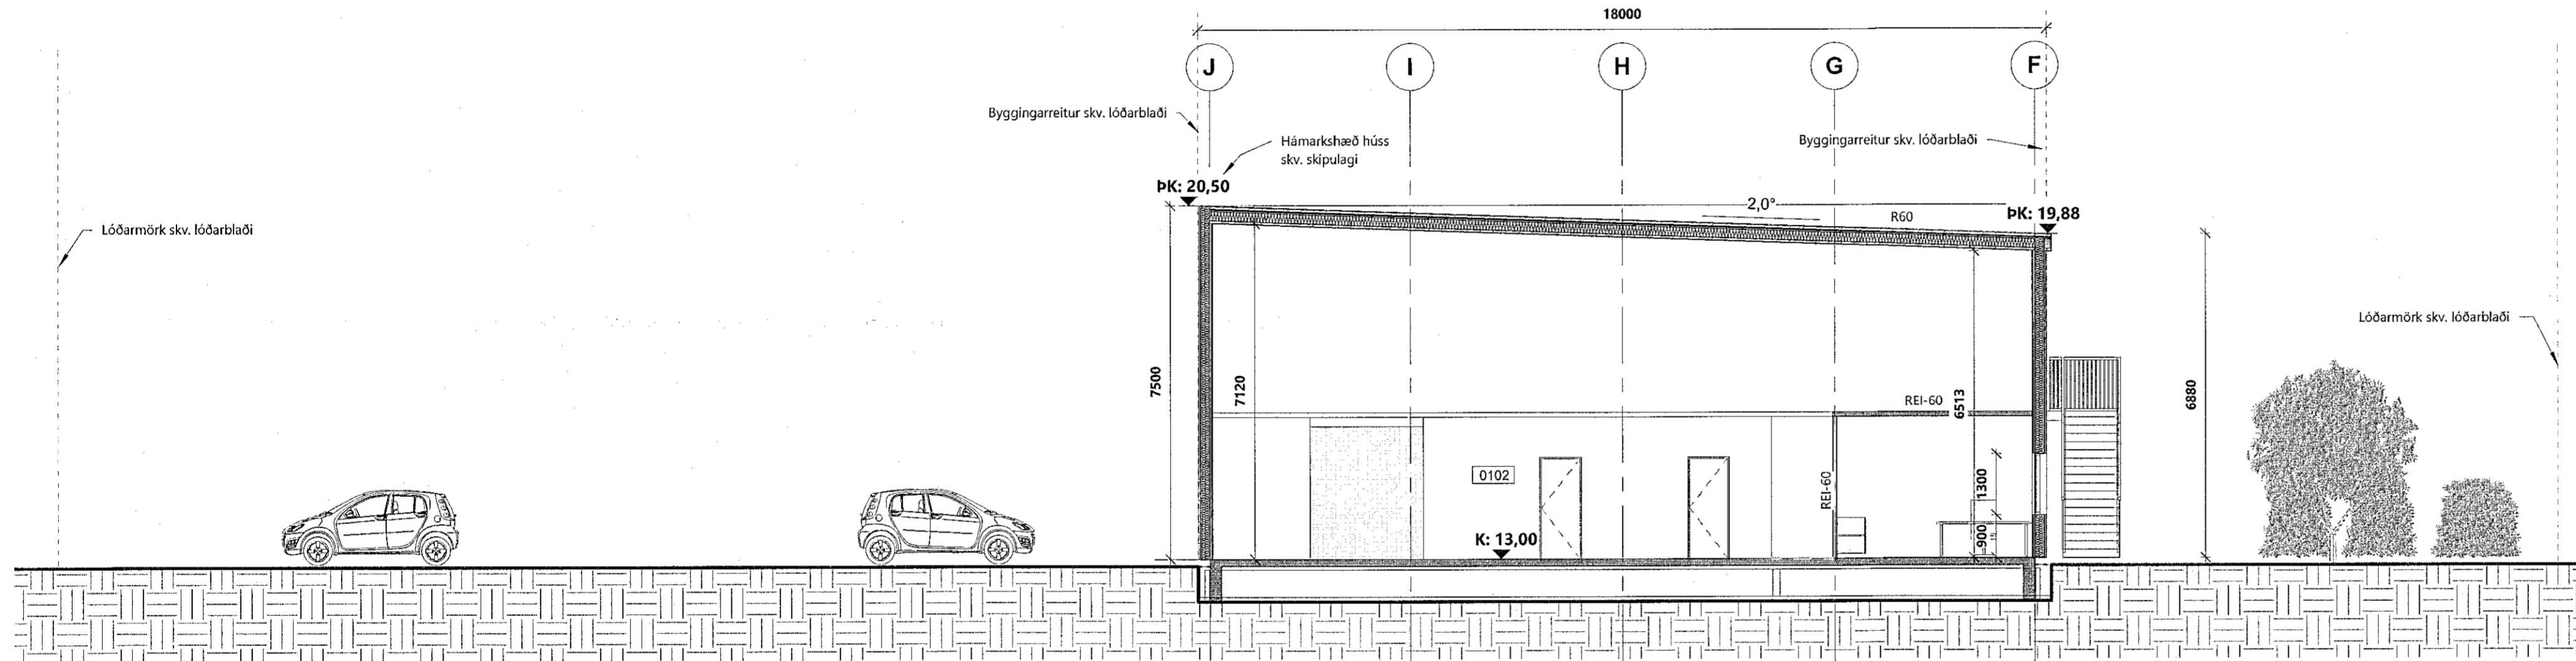 18000
J
I
H
G
F
Byggingarreitur skv. lóðarblaði
Hámarkshæð húss
skv. skipulagi
Byggingarreitur skv. lóðarblaði
ÞK: 20,50
2,0°
R60
ÞK: 19,88
Lóðarmörk skv. lóðarblaði
Lóðarmörk skv. lóðarblaði
7500
7120
REI-60
6513
6880
0102
REI-60
1300
900
K: 13,00